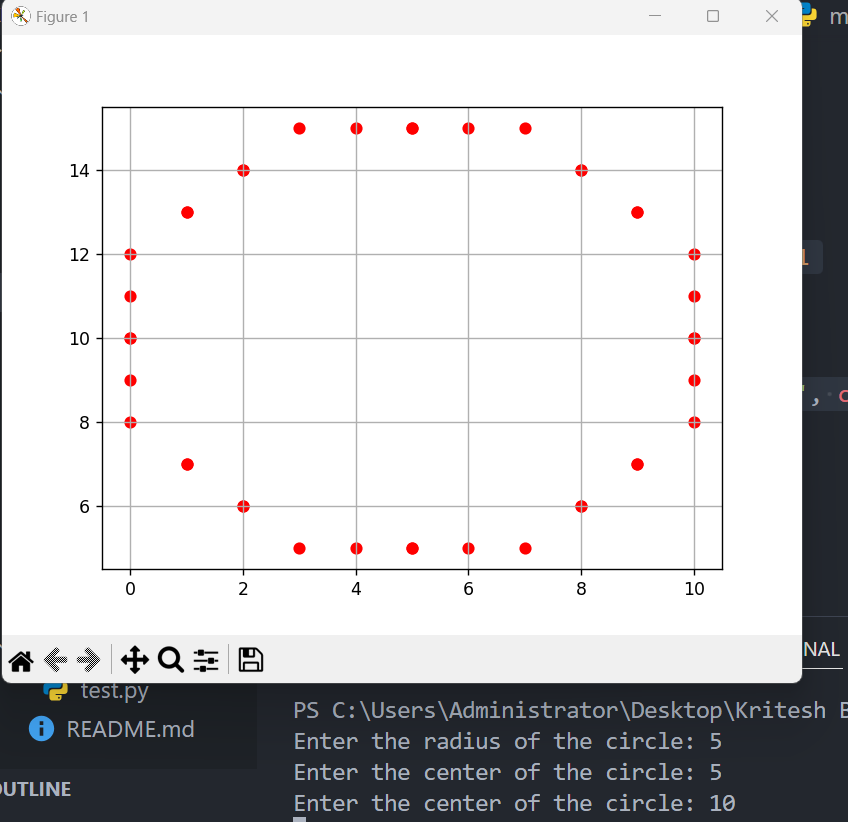 Figure 1
m
14
12
10
8
6
0 2 4 6 8 10
1
", c
NAL
test.py
README.md
OUTLINE
PS C:\Users\Administrator\Desktop\Kritesh B
Enter the radius of the circle: 5
Enter the center of the circle: 5
Enter the center of the circle: 10